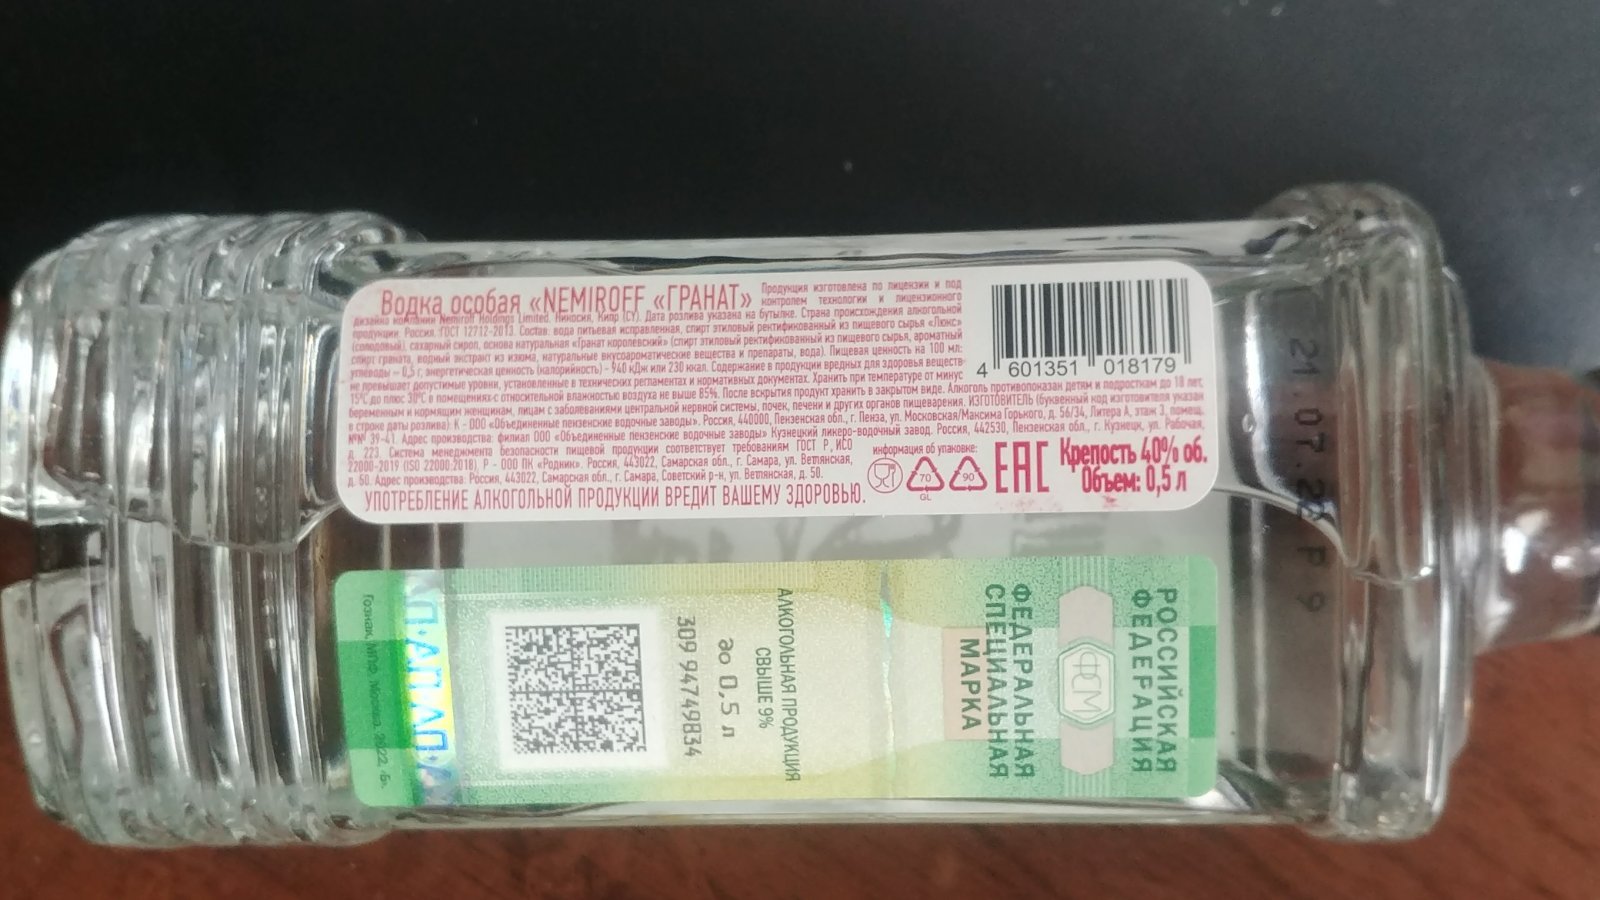 Водка особая «NEMIROFF «ГРАНАТ»
Продукция изготовлена по лицензии и под
контролем технологии и лицензионного
дизайна компании Nemiroff Holdings Limited, Никосия, Кипр (CY). Дата розлива указана на бутылке. Страна происхождения алкогольной
продукции: Россия. ГОСТ 12712-2013. Состав: вода питьевая исправленная, спирт этиловый ректификованный из пищевого сырья «Люкс»
(солодовый), сахарный сироп, основа натуральная «Гранат королевский» (спирт этиловый ректификованный из пищевого сырья, ароматный
спирт граната, водный экстракт из изюма, натуральные вкусоароматические вещества и препараты, вода). Пищевая ценность на 100 мл:
углеводы – 0,5 г, энергетическая ценность (калорийность) - 940 кДж или 230 ккал. Содержание в продукции вредных для здоровья веществ
не превышает допустимые уровни, установленные в технических регламентах и нормативных документах. Хранить при температуре от минус
15°C до плюс 30°C в помещениях с относительной влажностью воздуха не выше 85%. После вскрытия продукт хранить в закрытом виде. Алкоголь противопоказан детям и подросткам до 18 лет,
беременным и кормящим женщинам, лицам с заболеваниями центральной нервной системы, почек, печени и других органов пищеварения. ИЗГОТОВИТЕЛЬ (буквенный код изготовителя указан
в строке даты розлива): К - ООО «Объединенные пензенские водочные заводы». Россия, 440000, Пензенская обл., г. Пенза, ул. Московская/Максима Горького, д. 56/34, Литера А, этаж 3, помещ.
№№ 39-41. Адрес производства: филиал ООО «Объединенные пензенские водочные заводы» Кузнецкий ликеро-водочный завод. Россия, 442530, Пензенская обл., г. Кузнецк, ул. Рабочая,
д. 223. Система менеджмента безопасности пищевой продукции соответствует требованиям ГОСТ Р ИСО
22000-2019 (ISO 22000:2018), Р - ООО ПК «Родник». Россия, 443022, Самарская обл., г. Самара, ул. Ветлянская,
д. 50. Адрес производства: Россия, 443022, Самарская обл., г. Самара, Советский р-н, ул. Ветлянская, д. 50.
УПОТРЕБЛЕНИЕ АЛКОГОЛЬНОЙ ПРОДУКЦИИ ВРЕДИТ ВАШЕМУ ЗДОРОВЬЮ.
информация об упаковке:
70
GL
90
EAC
Крепость 40% об.
Объем: 0,5 л
4 601351 018179
21.07.22 Р 9
РОССИЙСКАЯ
ФЕДЕРАЦИЯ
ФСМ
ФЕДЕРАЛЬНАЯ
СПЕЦИАЛЬНАЯ
МАРКА
АЛКОГОЛЬНАЯ ПРОДУКЦИЯ
СВЫШЕ 9%
до 0,5 л
309 94749834
Гознак, МПФ, Москва, 2022, «Б».